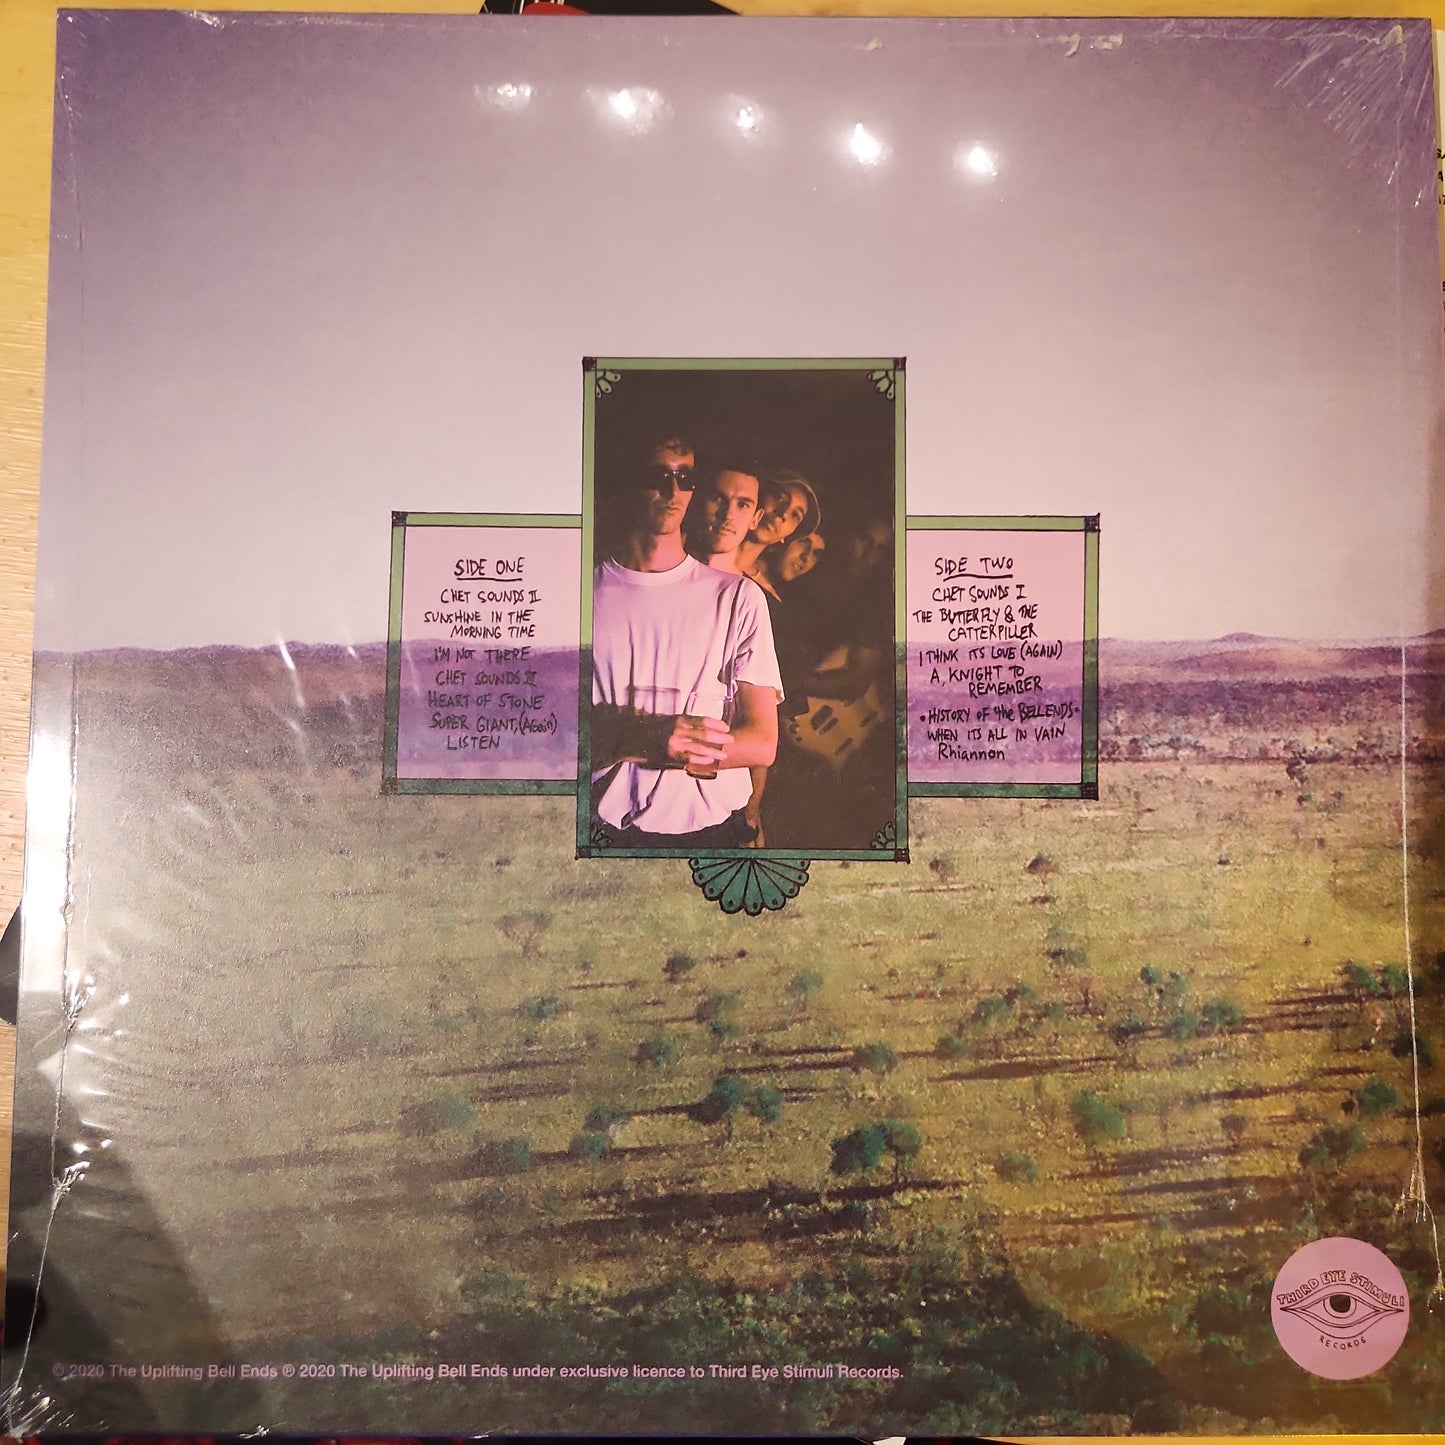 SIDE ONE
CHET SOUNDS II
SUNSHINE IN THE
MORNING TIME
I'M NOT THERE
CHET SOUNDS III
HEART OF STONE
SUPER GIANT, (AGAIN)
LISTEN
SIDE TWO
CHET SOUNDS I
THE BUTTERFLY & THE
CATTERPILLER
I THINK ITS LOVE (AGAIN)
A, KNIGHT TO
REMEMBER
• HISTORY OF the BELLENDS •
WHEN ITS ALL IN VAIN
Rhiannon
THIRD EYE STIMULI
RECORDS
© 2020 The Uplifting Bell Ends ℗ 2020 The Uplifting Bell Ends under exclusive licence to Third Eye Stimuli Records.